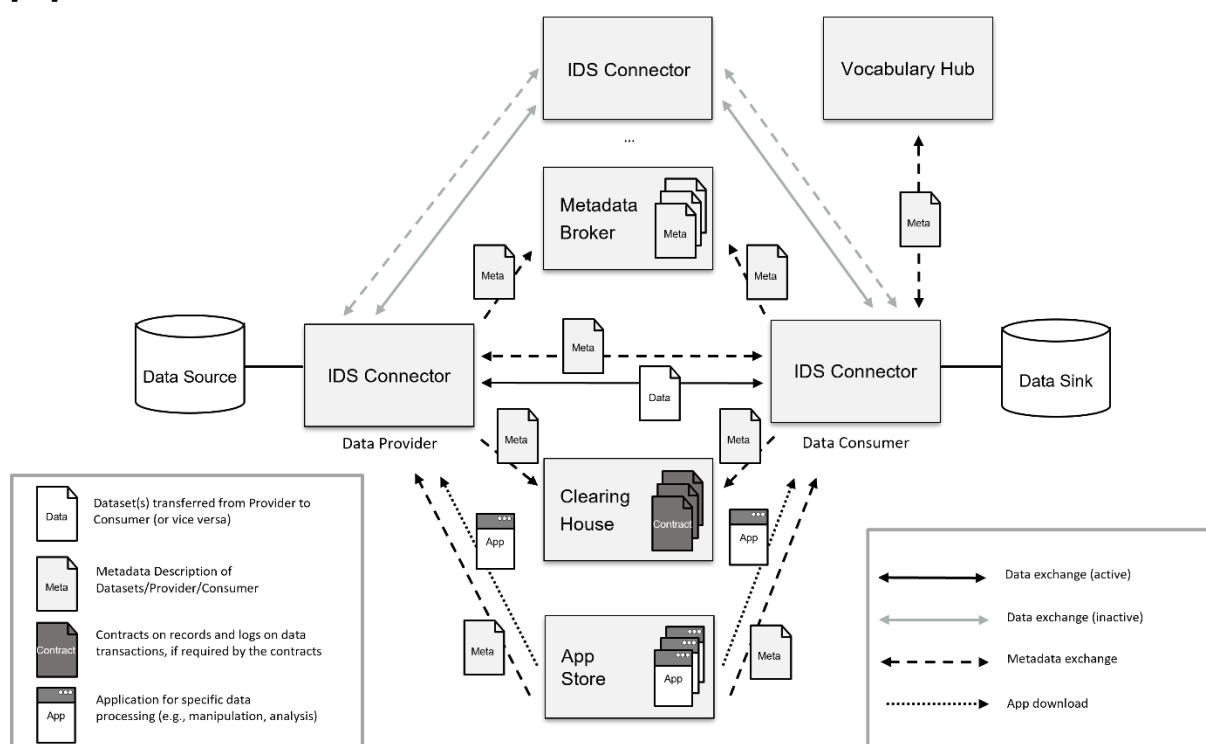 IDS Connector
Vocabulary Hub
...
Metadata
Broker
Meta
Meta
Meta
Meta
Data Source
IDS Connector
Meta
IDS Connector
Data Sink
Data
Data Provider
Meta
Meta
Data Consumer
Clearing
House
Contract
App
App
App
Store
App
Meta
Meta
Data
Dataset(s) transferred from Provider to
Consumer (or vice versa)
Meta
Metadata Description of
Datasets/Provider/Consumer
Contract
Contracts on records and logs on data
transactions, if required by the contracts
App
Application for specific data
processing (e.g., manipulation, analysis)
Data exchange (active)
Data exchange (inactive)
Metadata exchange
App download